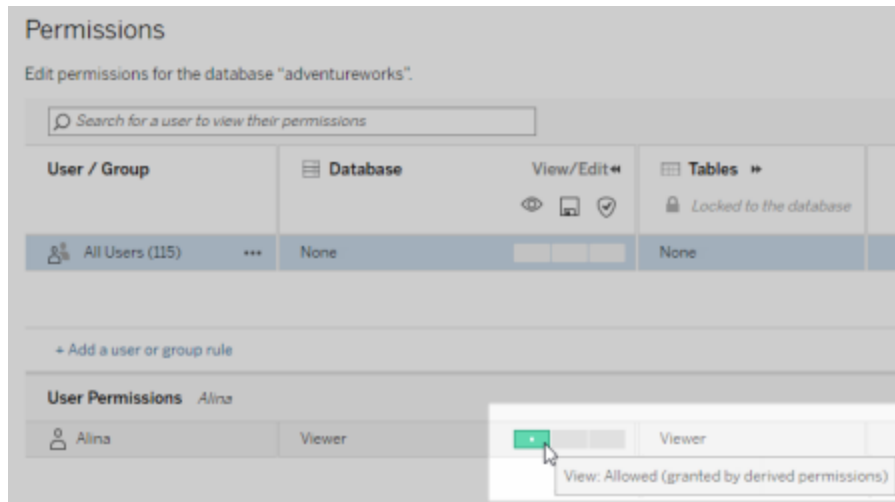 Permissions
Edit permissions for the database "adventureworks".
Search for a user to view their permissions
User / Group Database View/Edit Tables
Locked to the database
All Users (115) ... None None
+ Add a user or group rule
User Permissions Alina
Alina Viewer Viewer
View: Allowed (granted by derived permissions)